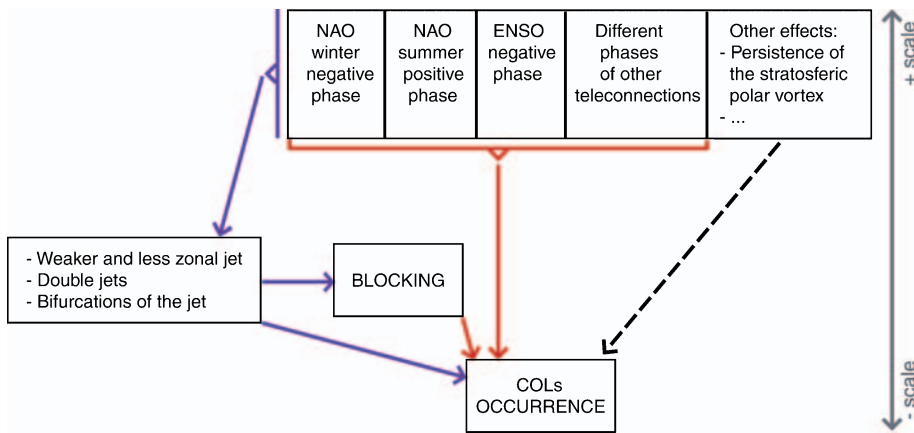 NAO
winter
negative
phase
NAO
summer
positive
phase
ENSO
negative
phase
Different
phases
of other
teleconnections
Other effects:
- Persistence of
the stratosferic
polar vortex
- ...
+ scale
- Weaker and less zonal jet
- Double jets
- Bifurcations of the jet
BLOCKING
COLs
OCCURRENCE
- scale